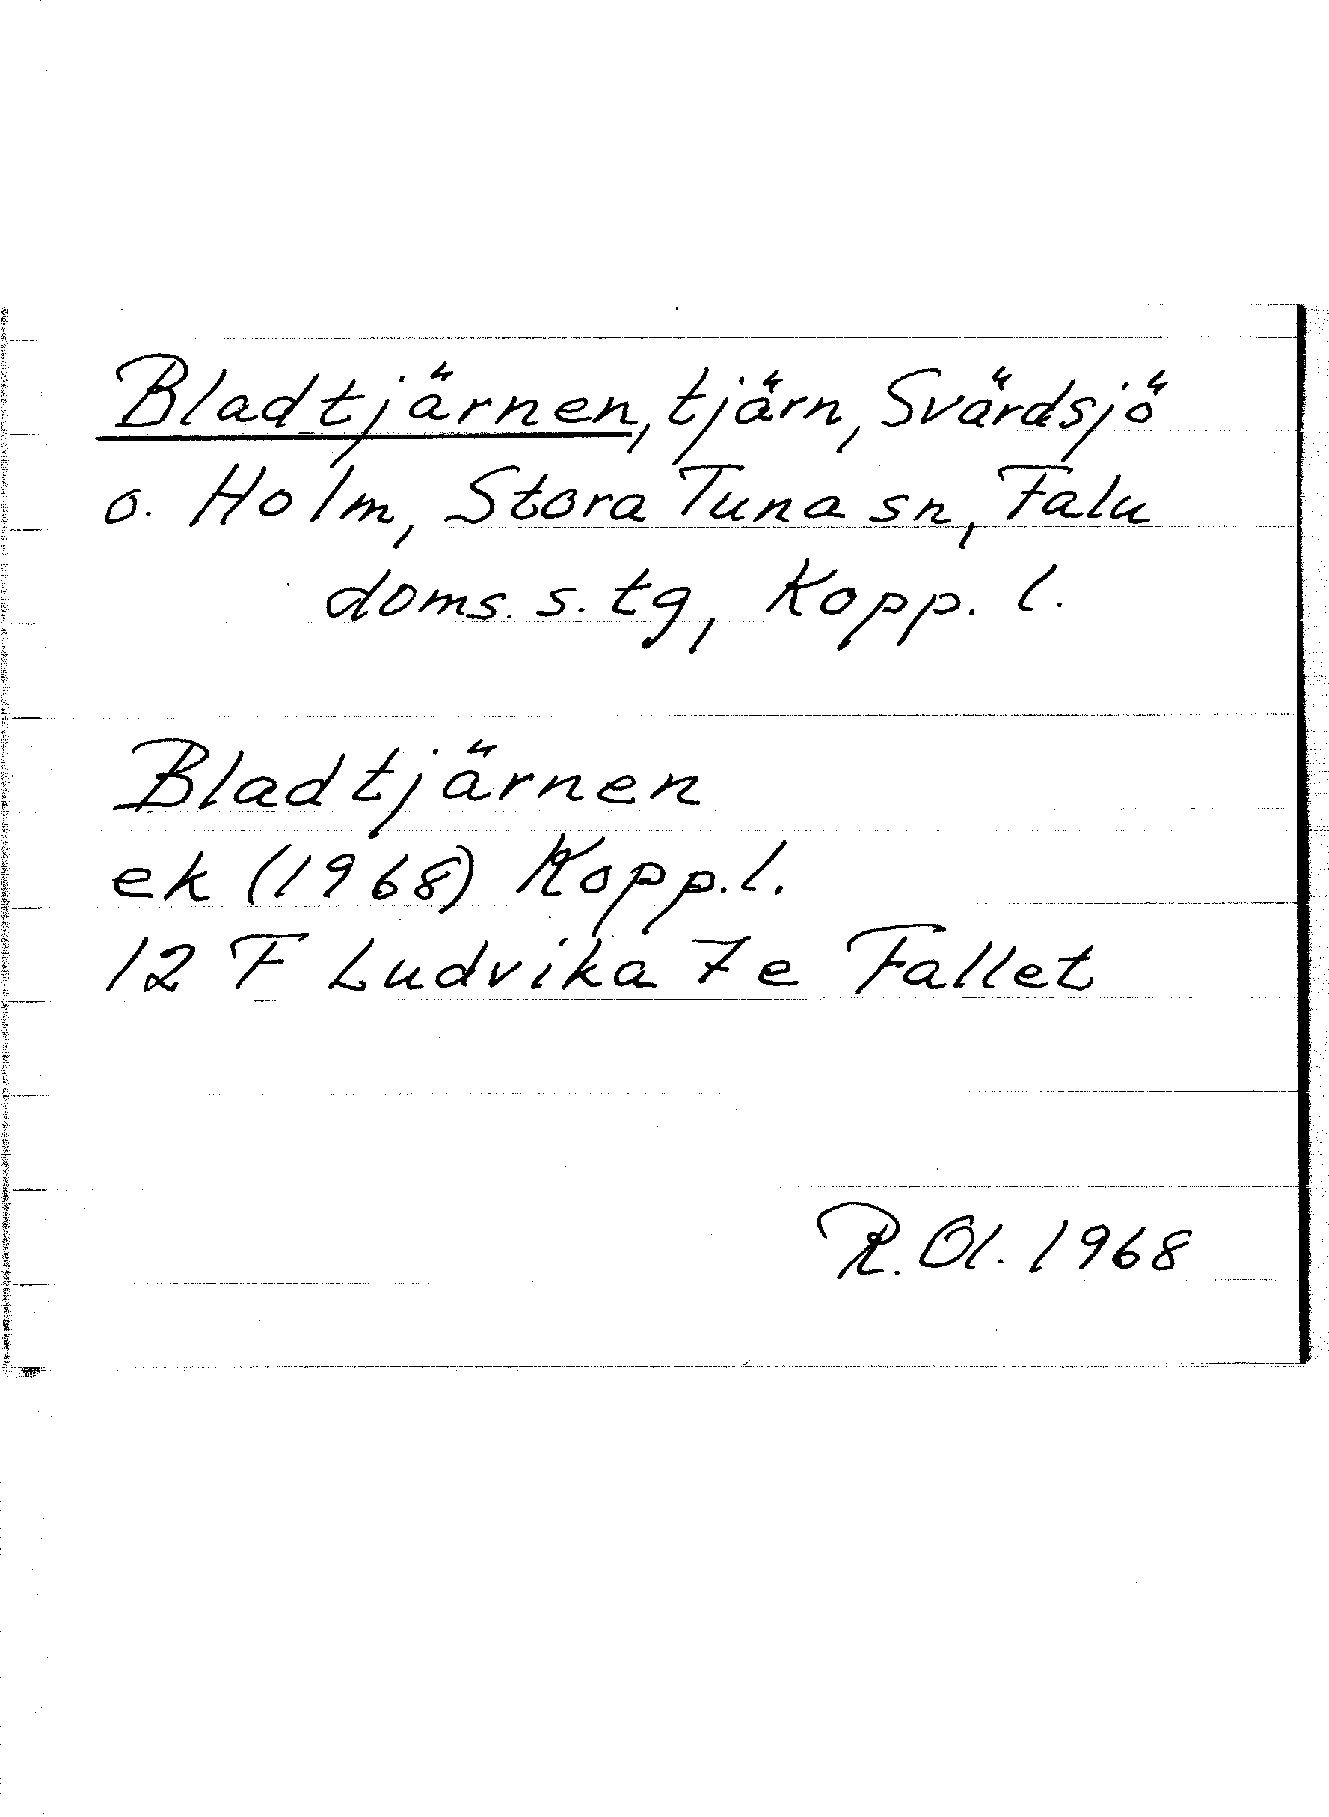 Bladtjärnen, tjärn, Svärdsjö
o. Holm, Stora Tuna sn, Falu
doms. s. tg, Kopp. l.
Bladtjärnen
ek (1968) Kopp. l.
12 F Ludvika 7e Fallet
R. Ol. 1968